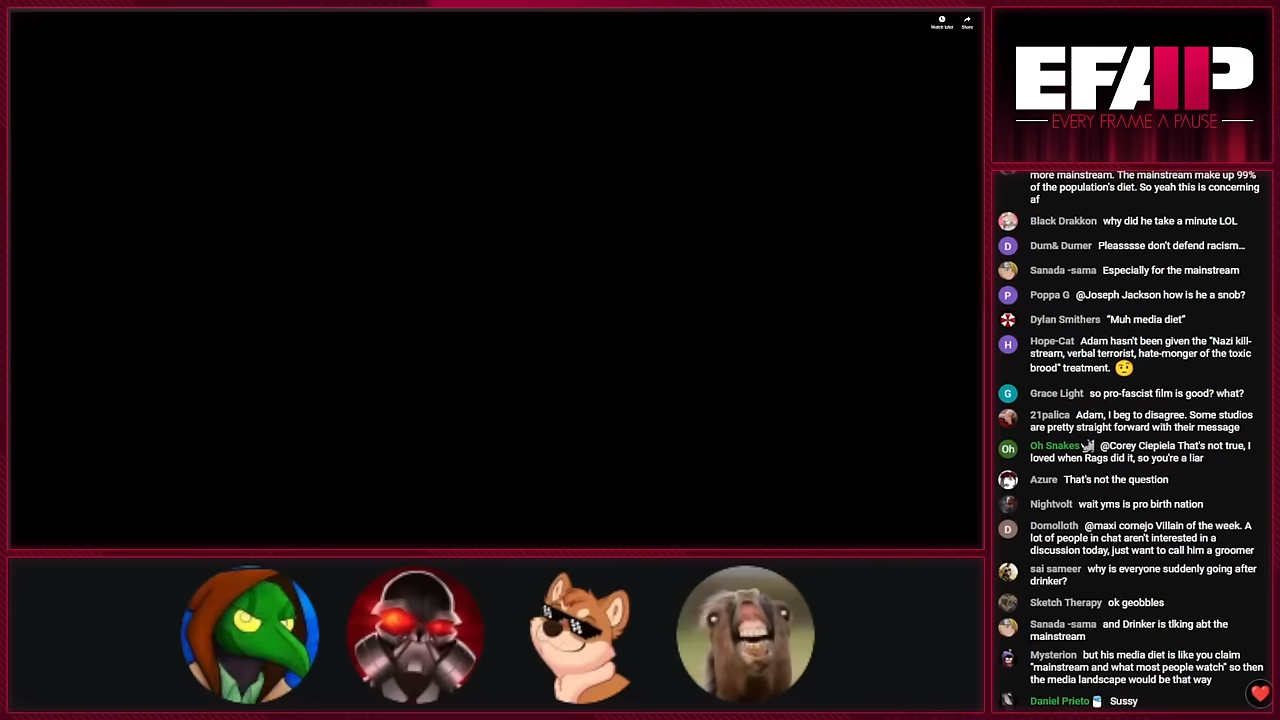 Watch later
Share
EFAP
EVERY FRAME A PAUSE
more mainstream. The mainstream make up 99%
of the population's diet. So yeah this is concerning
af
Black Drakkon why did he take a minute LOL
D
Dum& Dumer Pleasssse don't defend racism...
Sanada -sama Especially for the mainstream
P
Poppa G @Joseph Jackson how is he a snob?
Dylan Smithers "Muh media diet"
H
Hope-Cat Adam hasn't been given the "Nazi kill-
stream, verbal terrorist, hate-monger of the toxic
brood" treatment. 🤨
G
Grace Light so pro-fascist film is good? what?
21palica Adam, I beg to disagree. Some studios
are pretty straight forward with their message
Oh
Oh Snakes @Corey Ciepiela That's not true, I
loved when Rags did it, so you're a liar
Azure That's not the question
Nightvolt wait yms is pro birth nation
D
Domolloth @maxi cornejo Villain of the week. A
lot of people in chat aren't interested in a
discussion today, just want to call him a groomer
sai sameer why is everyone suddenly going after
drinker?
Sketch Therapy ok geobbles
Sanada -sama and Drinker is tlking abt the
mainstream
Mysterion but his media diet is like you claim
"mainstream and what most people watch" so then
the media landscape would be that way
Daniel Prieto Sussy